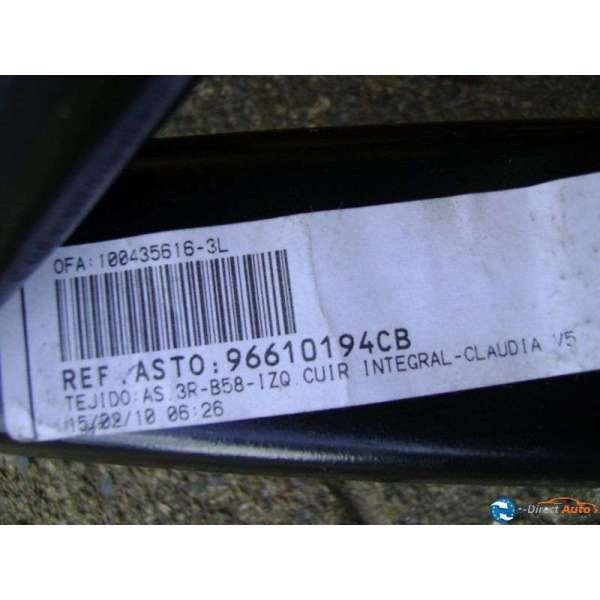 OFA:100435616-3L
REF.ASTO:96610194CB
TEJIDO:AS.3R-B58-IZQ.CUIR INTEGRAL-CLAUDIA V5
15/02/10 06:26
e-Direct Auto